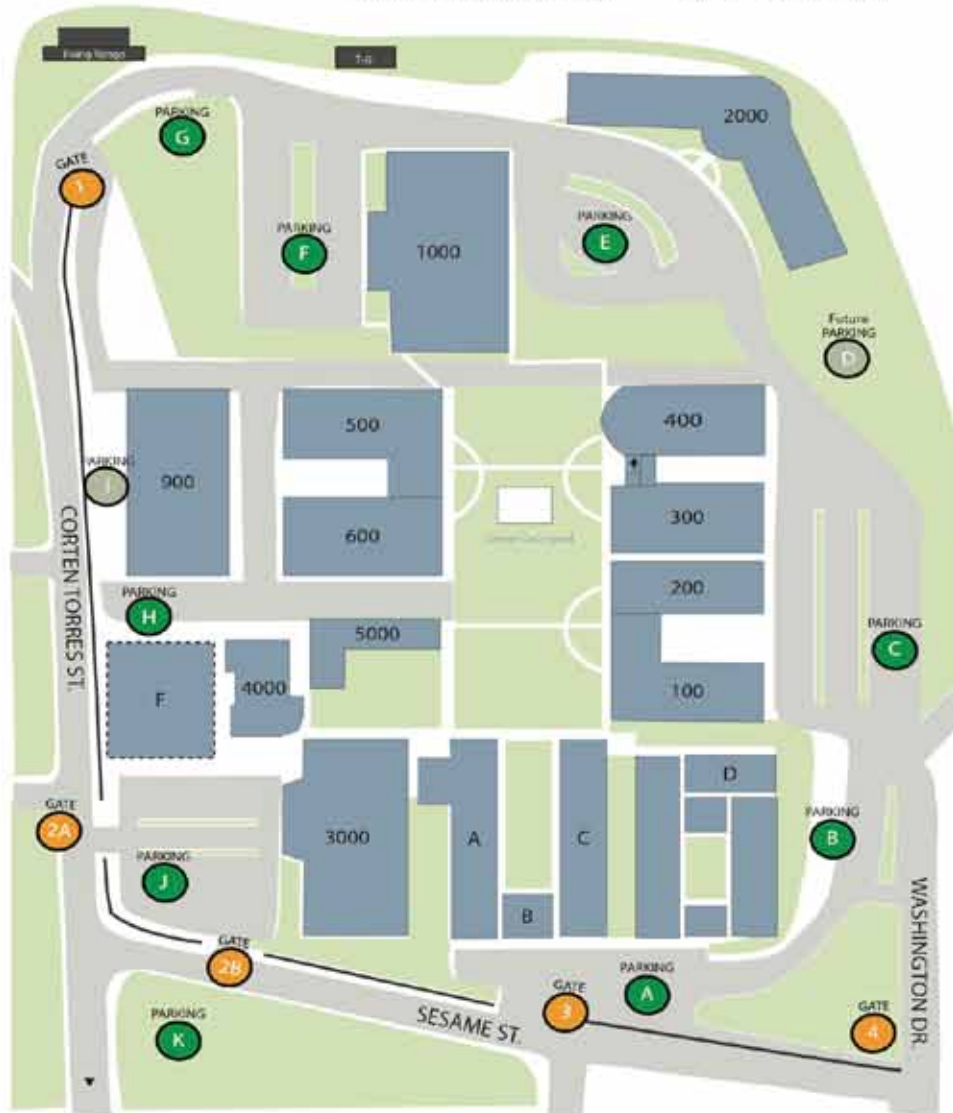 T-6
2000
PARKING
G
GATE
1
PARKING
F
1000
PARKING
E
Future
PARKING
D
500
400
PARKING
I
900
600
300
CORTEN TORRES ST.
PARKING
H
200
5000
PARKING
C
F
4000
100
GATE
2A
3000
A
C
D
PARKING
B
PARKING
J
B
WASHINGTON DR.
GATE
2B
PARKING
A
GATE
3
SESAME ST.
GATE
4
PARKING
K